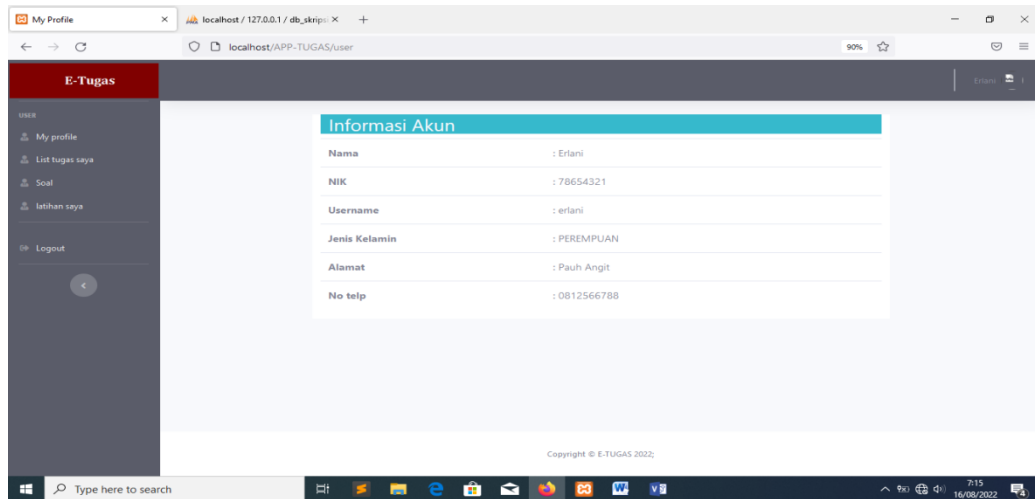 My Profile
localhost / 127.0.0.1 / db_skrips
localhost/APP-TUGAS/user
90%
E-Tugas
Erlani
USER
My profile
List tugas saya
Soal
latihan saya
Logout
Informasi Akun
Nama : Erlani
NIK : 78654321
Username : erlani
Jenis Kelamin : PEREMPUAN
Alamat : Pauh Angit
No telp : 0812566788
Copyright © E-TUGAS 2022;
Type here to search
7:15
16/08/2022